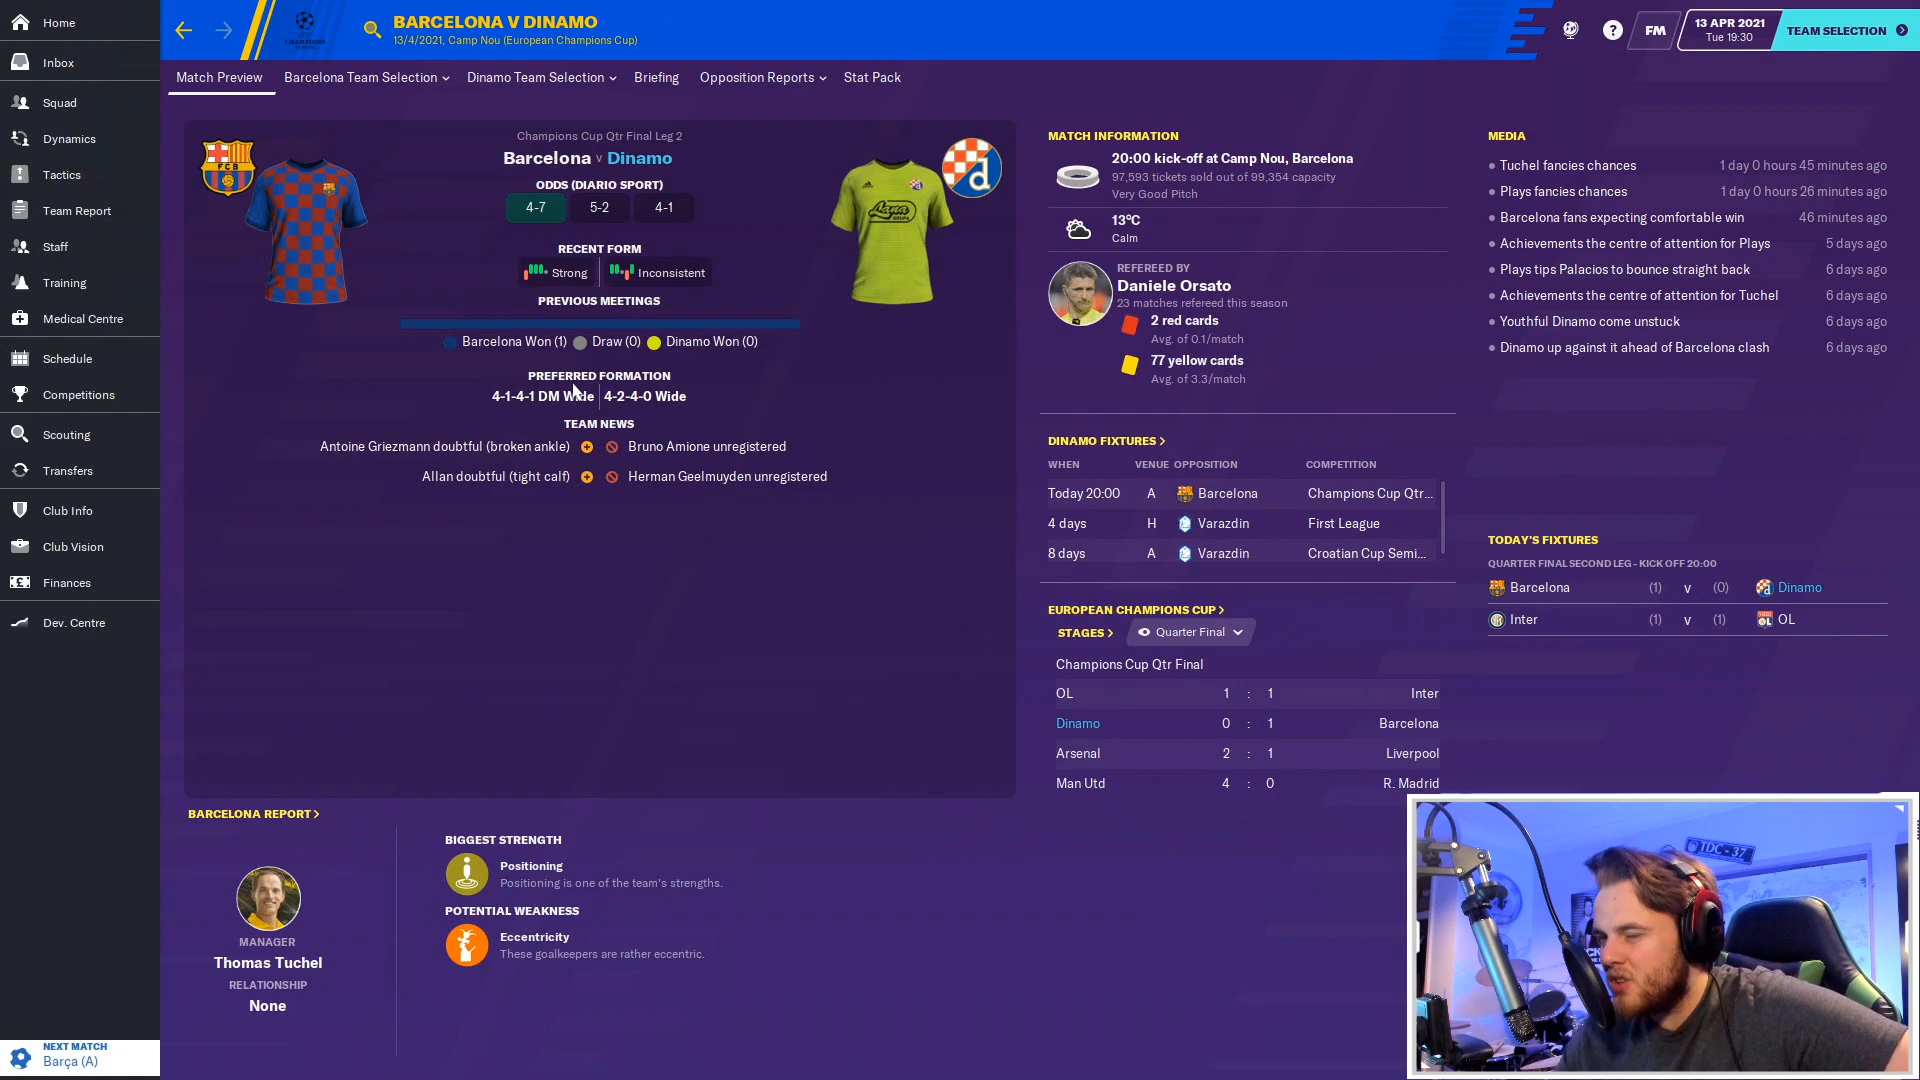 Home
Inbox
Squad
Dynamics
Tactics
Team Report
Staff
Training
Medical Centre
Schedule
Competitions
Scouting
Transfers
Club Info
Club Vision
Finances
Dev. Centre
NEXT MATCH
Barça (A)
BARCELONA V DINAMO
13/4/2021, Camp Nou (European Champions Cup)
FM
13 APR 2021
Tue 19:30
TEAM SELECTION
Match Preview
Barcelona Team Selection
Dinamo Team Selection
Briefing
Opposition Reports
Stat Pack
Champions Cup Qtr Final Leg 2
Barcelona v Dinamo
ODDS (DIARIO SPORT)
4-7 5-2 4-1
RECENT FORM
Strong Inconsistent
PREVIOUS MEETINGS
Barcelona Won (1) Draw (0) Dinamo Won (0)
PREFERRED FORMATION
4-1-4-1 DM Wide 4-2-4-0 Wide
TEAM NEWS
Antoine Griezmann doubtful (broken ankle) Bruno Amione unregistered
Allan doubtful (tight calf) Herman Geelmuyden unregistered
BARCELONA REPORT
MANAGER
Thomas Tuchel
RELATIONSHIP
None
BIGGEST STRENGTH
Positioning
Positioning is one of the team's strengths.
POTENTIAL WEAKNESS
Eccentricity
These goalkeepers are rather eccentric.
MATCH INFORMATION
20:00 kick-off at Camp Nou, Barcelona
97,593 tickets sold out of 99,354 capacity
Very Good Pitch
13°C
Calm
REFEREED BY
Daniele Orsato
23 matches refereed this season
2 red cards
Avg. of 0.1/match
77 yellow cards
Avg. of 3.3/match
DINAMO FIXTURES
WHEN VENUE OPPOSITION COMPETITION
Today 20:00 A Barcelona Champions Cup Qtr...
4 days H Varazdin First League
8 days A Varazdin Croatian Cup Semi...
EUROPEAN CHAMPIONS CUP
STAGES Quarter Final
Champions Cup Qtr Final
OL 1 : 1 Inter
Dinamo 0 : 1 Barcelona
Arsenal 2 : 1 Liverpool
Man Utd 4 : 0 R. Madrid
MEDIA
Tuchel fancies chances 1 day 0 hours 45 minutes ago
Plays fancies chances 1 day 0 hours 26 minutes ago
Barcelona fans expecting comfortable win 46 minutes ago
Achievements the centre of attention for Plays 5 days ago
Plays tips Palacios to bounce straight back 6 days ago
Achievements the centre of attention for Tuchel 6 days ago
Youthful Dinamo come unstuck 6 days ago
Dinamo up against it ahead of Barcelona clash 6 days ago
TODAY'S FIXTURES
QUARTER FINAL SECOND LEG - KICK OFF 20:00
Barcelona (1) v (0) Dinamo
Inter (1) v (1) OL